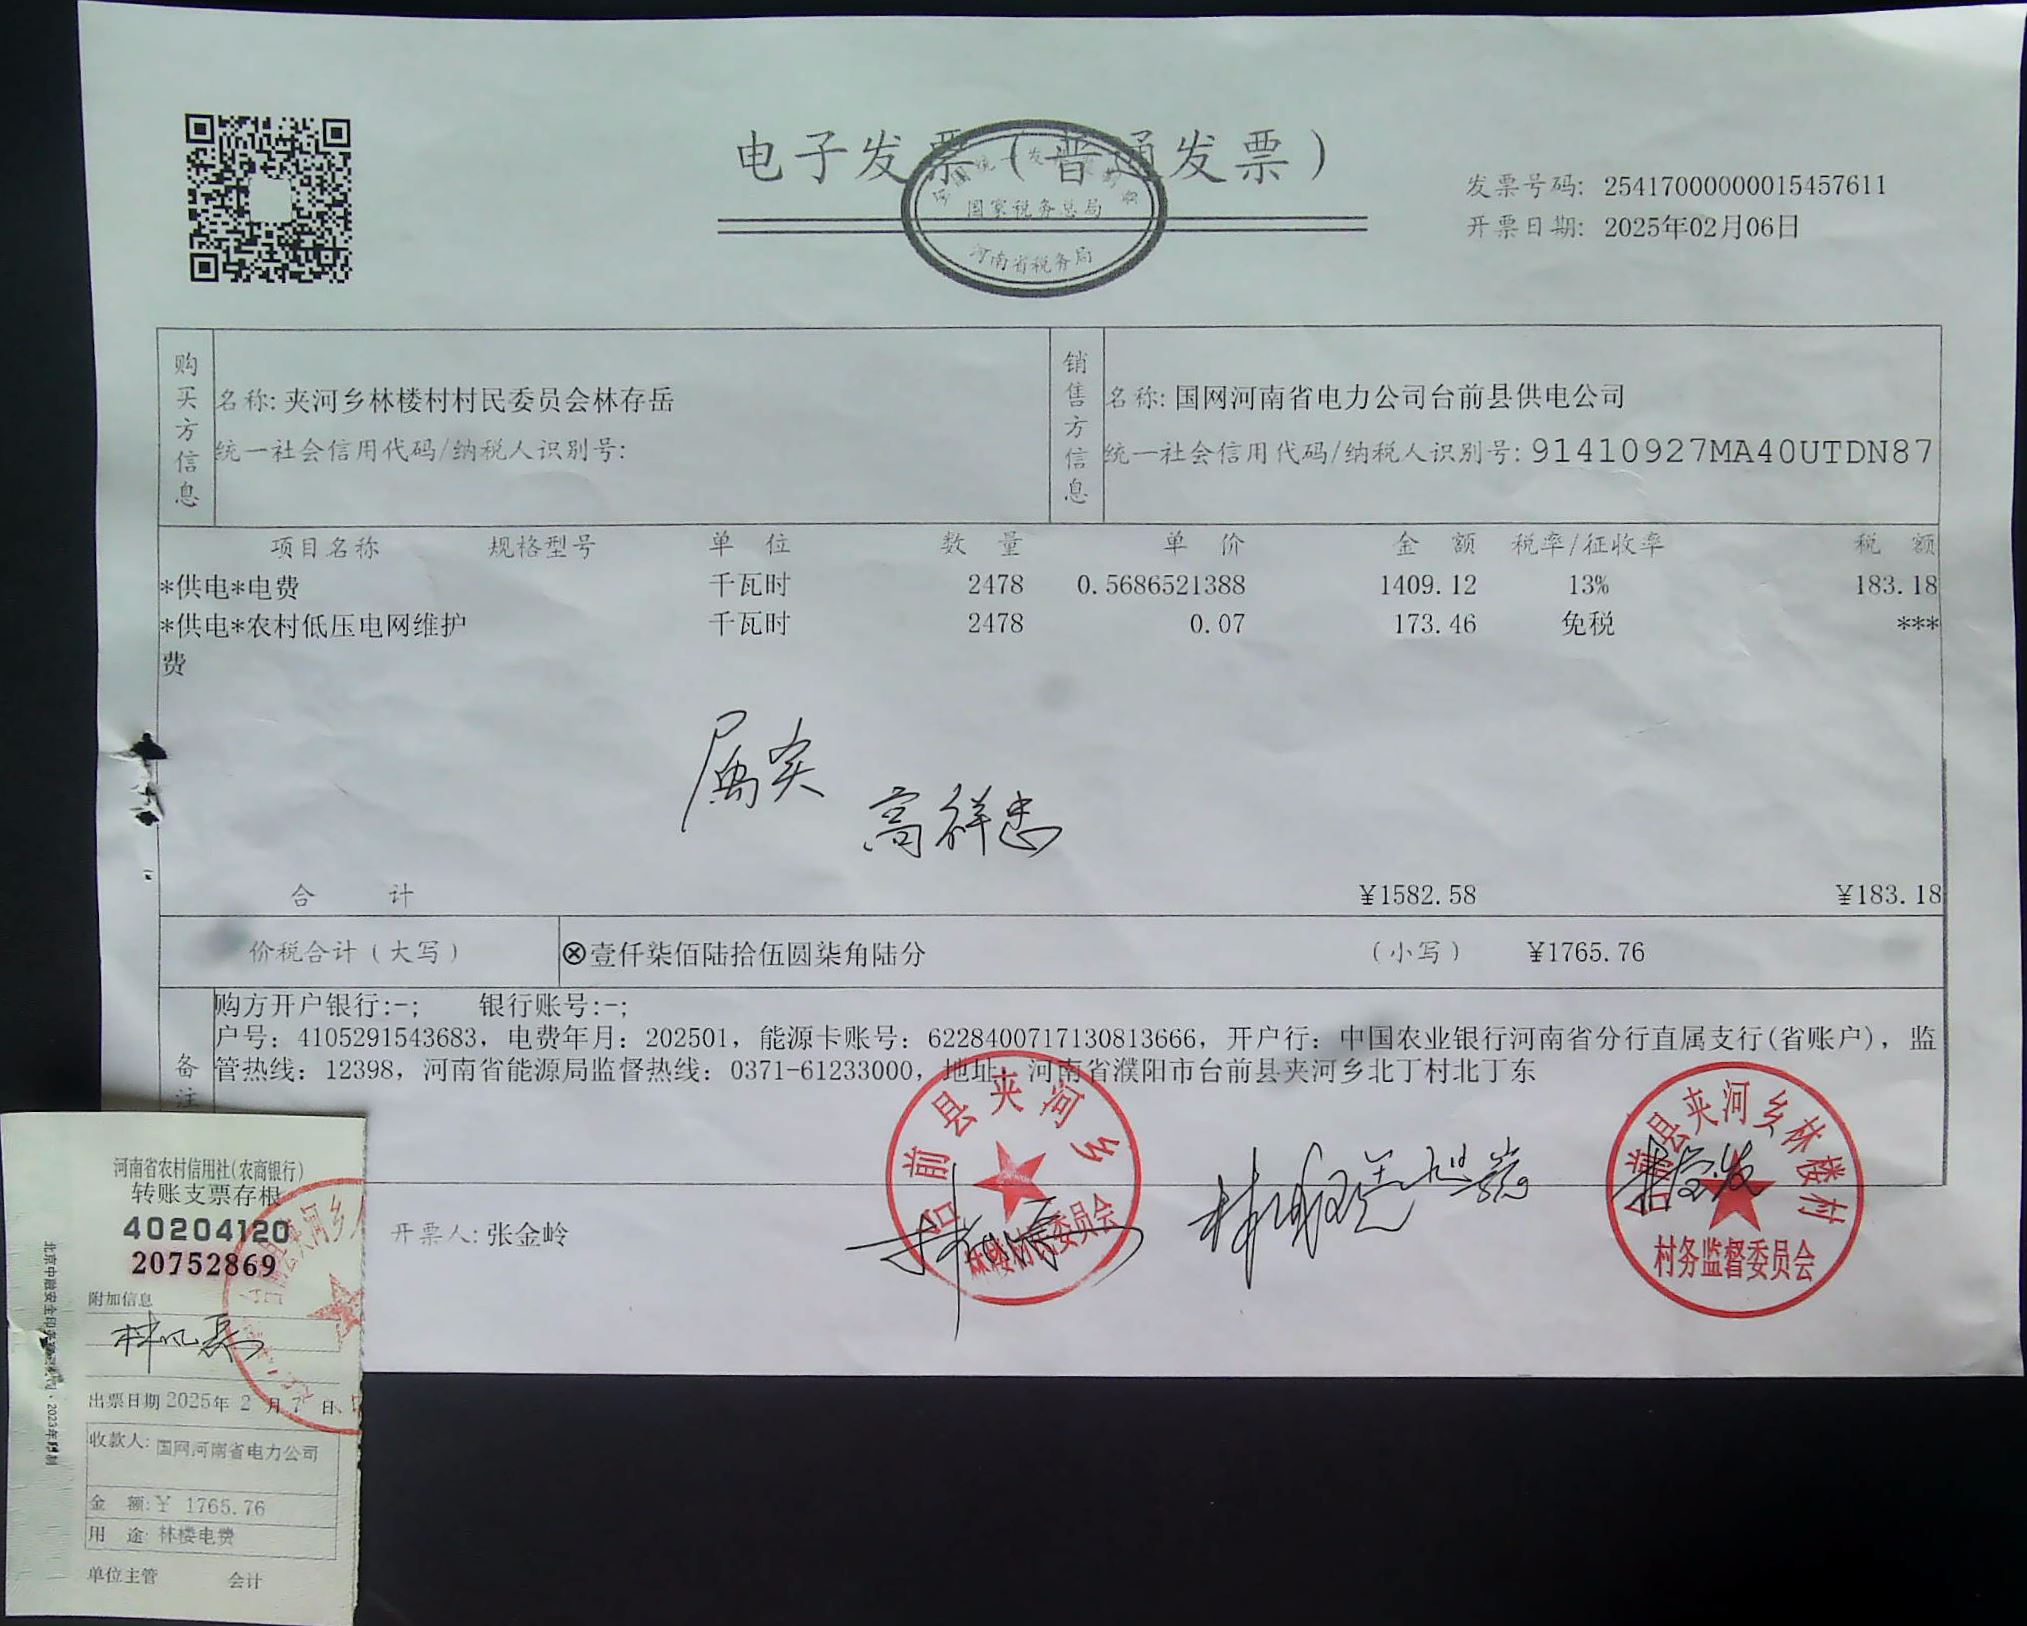 电子发票（普通发票）
国家税务总局
河南省税务局
发票号码: 25417000000015457611
开票日期: 2025年02月06日
购买方信息
名称: 夹河乡林楼村村民委员会林存岳
统一社会信用代码/纳税人识别号:
销售方信息
名称: 国网河南省电力公司台前县供电公司
统一社会信用代码/纳税人识别号: 91410927MA40UTDN87
项目名称 规格型号 单 位 数 量 单 价 金 额 税率/征收率 税 额
*供电*电费 千瓦时 2478 0.5686521388 1409.12 13% 183.18
*供电*农村低压电网维护 千瓦时 2478 0.07 173.46 免税 ***
费
属实
高祥忠
合 计 ¥1582.58 ¥183.18
价税合计（大写） ⊗壹仟柒佰陆拾伍圆柒角陆分 （小写） ¥1765.76
备注
购方开户银行:-; 银行账号:-;
户号：4105291543683，电费年月：202501，能源卡账号：6228400717130813666，开户行：中国农业银行河南省分行直属支行(省账户)，监
管热线：12398，河南省能源局监督热线：0371-61233000，地址：河南省濮阳市台前县夹河乡北丁村北丁东
开票人: 张金岭
台前县夹河乡
林楼村村民委员会
台前县夹河乡林楼村
村务监督委员会
河南省农村信用社(农商银行)
转账支票存根
40204120
20752869
附加信息
出票日期 2025年 2 月 7 日
收款人: 国网河南省电力公司
金 额: ¥ 1765.76
用 途: 林楼电费
单位主管 会计